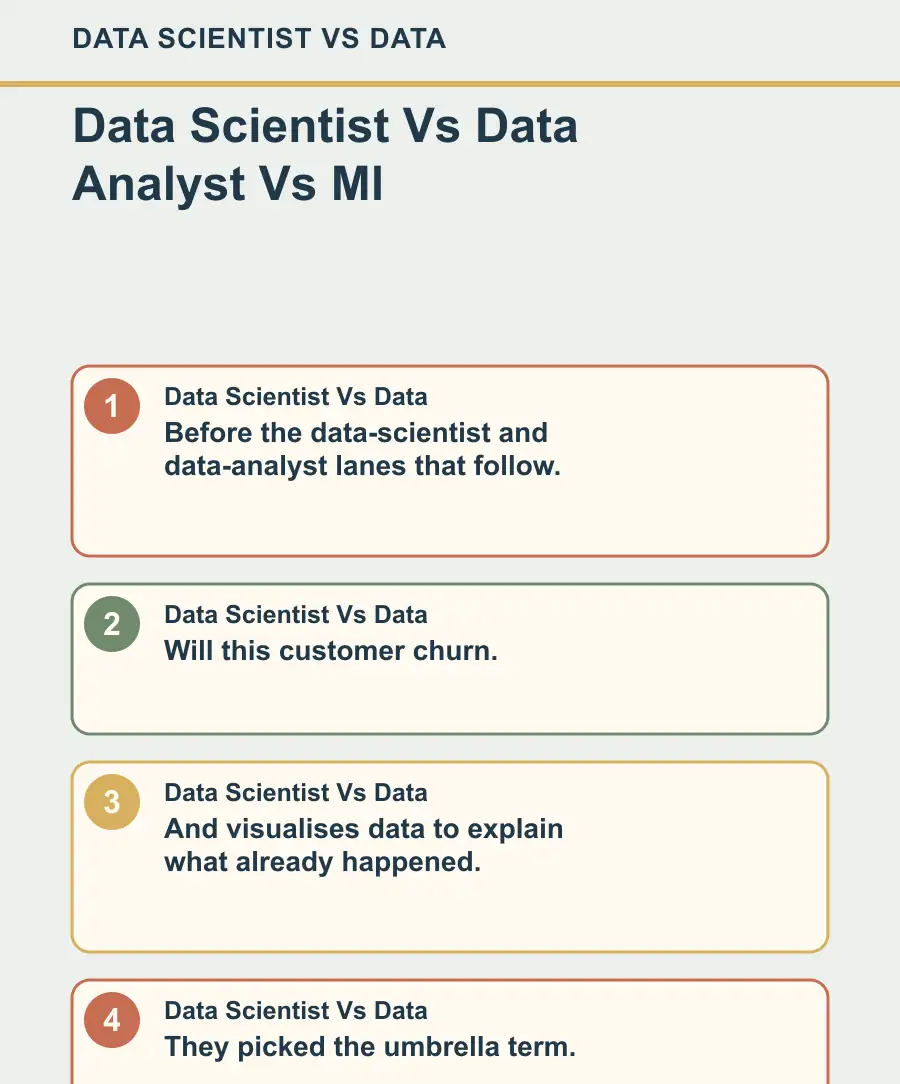 DATA SCIENTIST VS DATA
Data Scientist Vs Data
Analyst Vs Ml
1
Data Scientist Vs Data
Before the data-scientist and
data-analyst lanes that follow.
2
Data Scientist Vs Data
Will this customer churn.
3
Data Scientist Vs Data
And visualises data to explain
what already happened.
4
Data Scientist Vs Data
They picked the umbrella term.